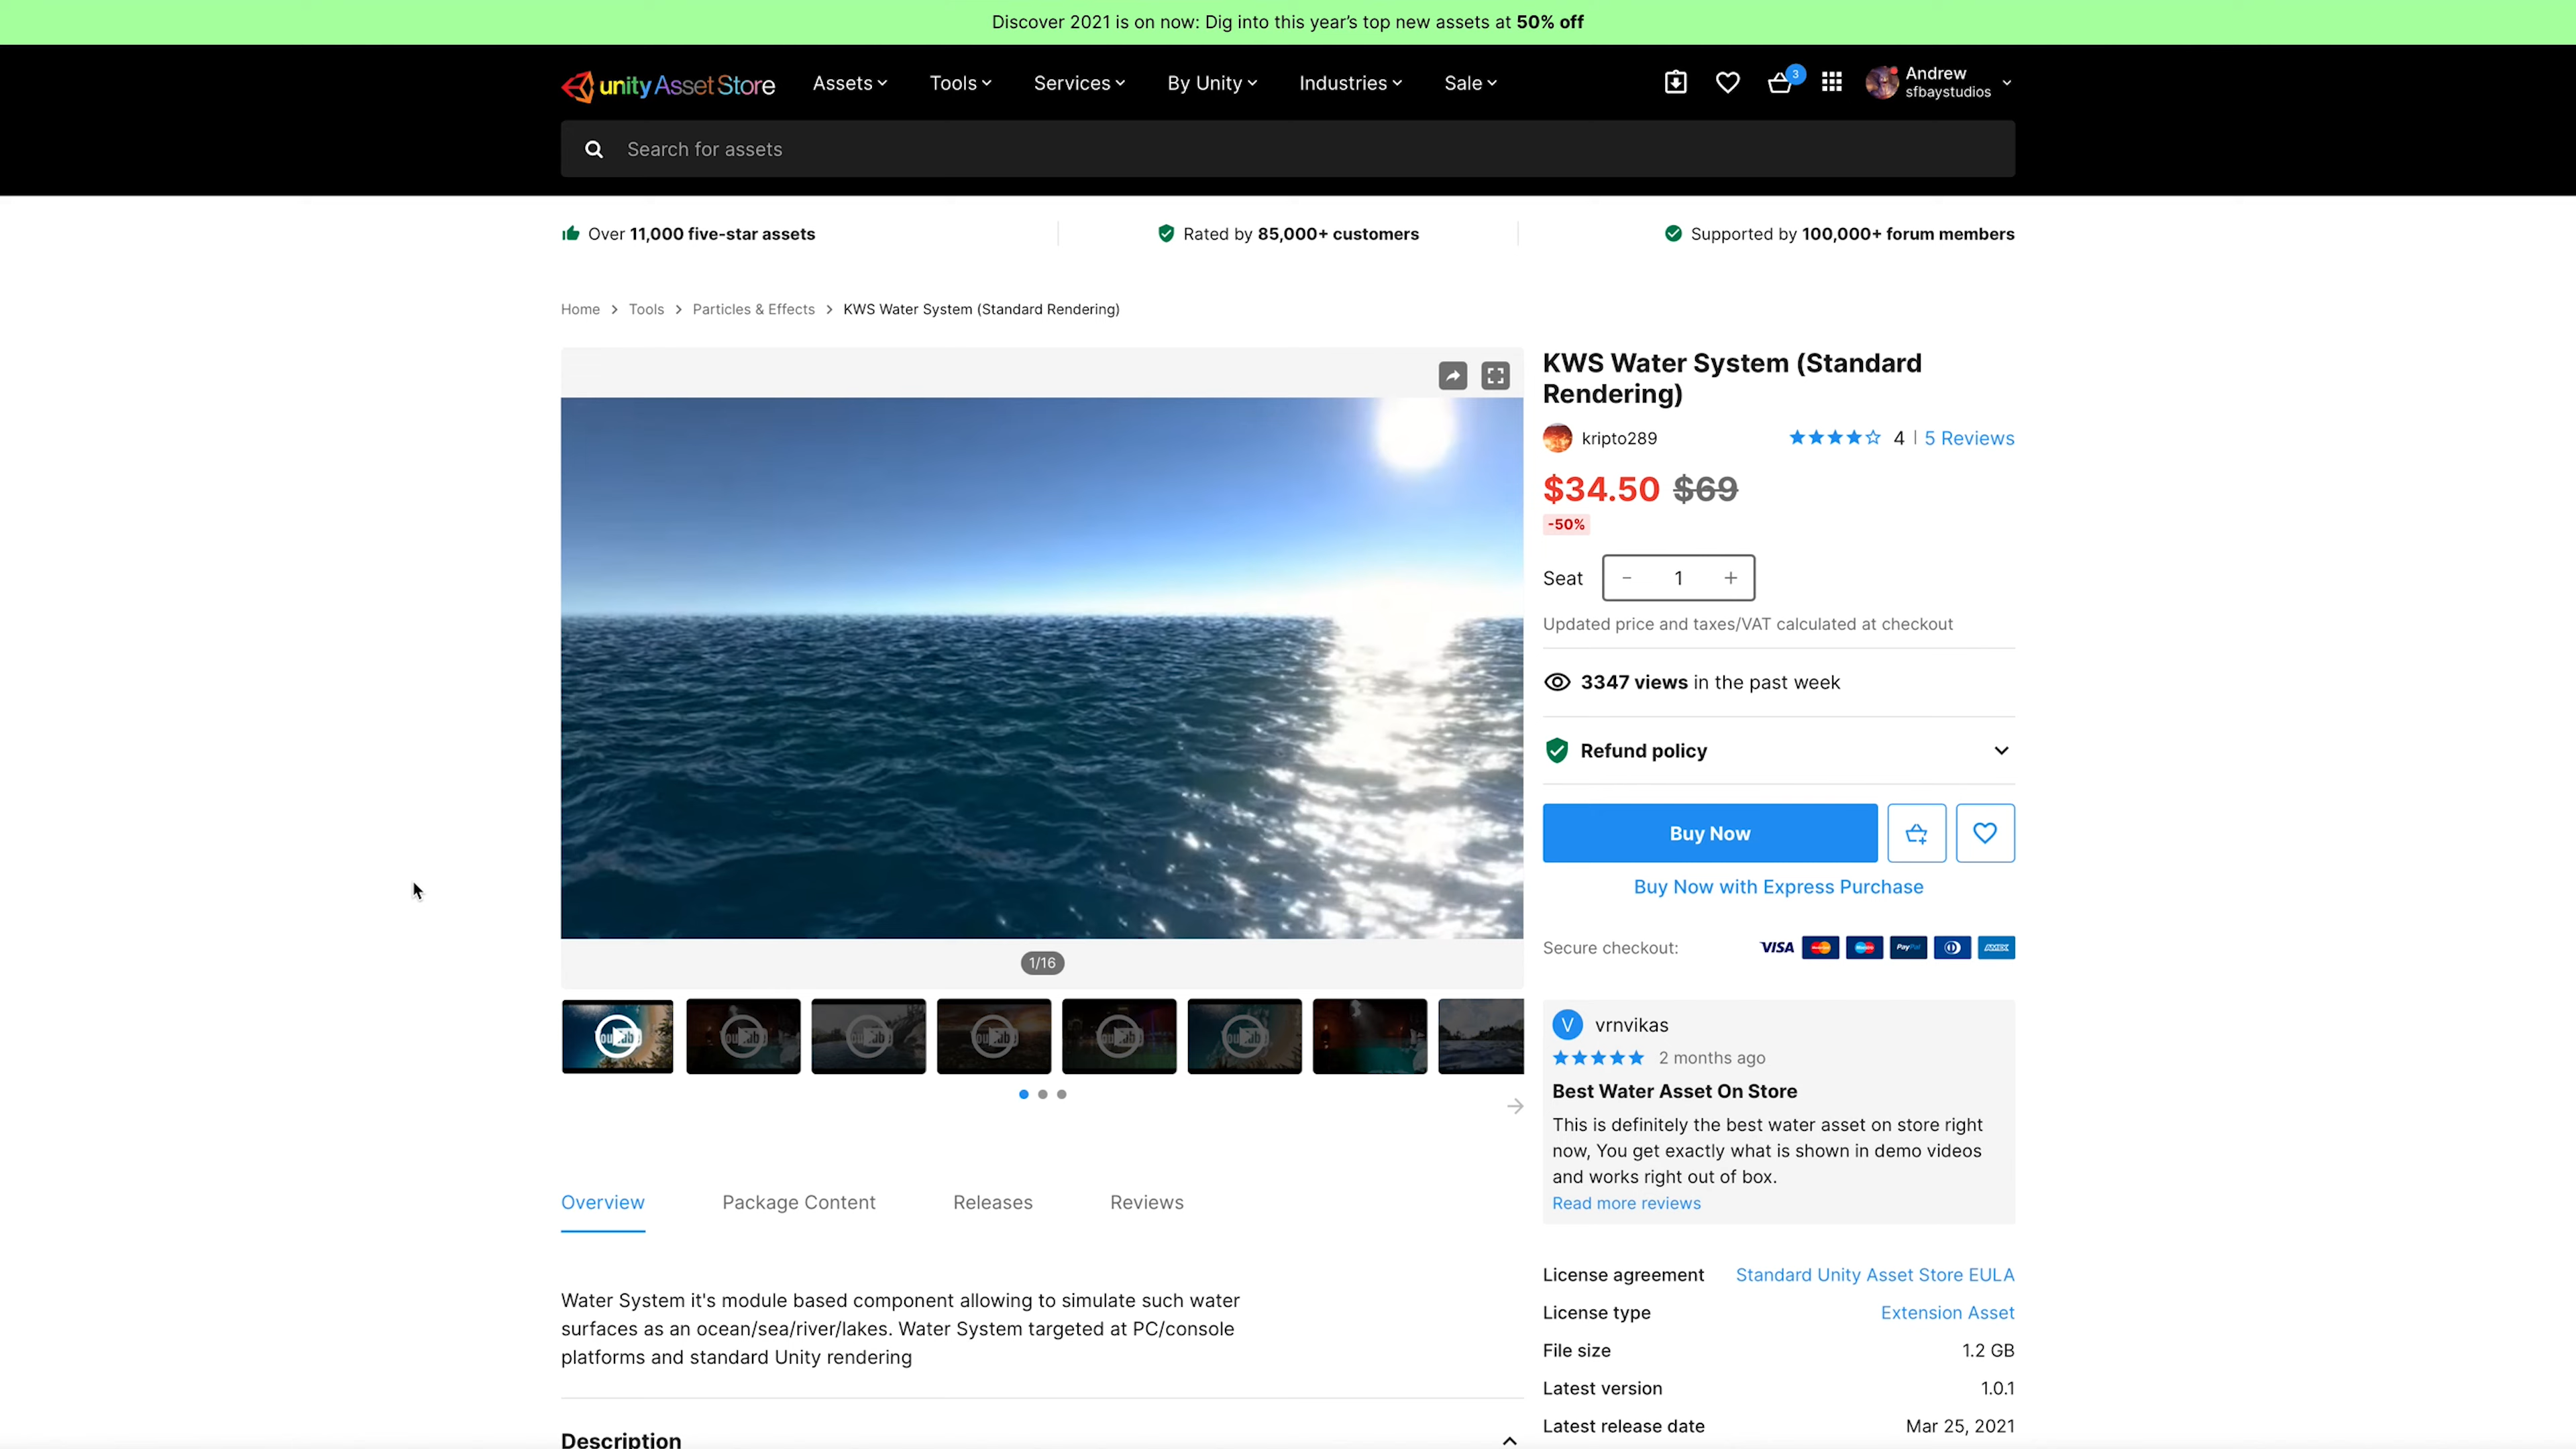 Discover 2021 is on now: Dig into this year's top new assets at 50% off
unity Asset Store
Assets
Tools
Services
By Unity
Industries
Sale
3
Andrew
sfbaystudios
Search for assets
Over 11,000 five-star assets
Rated by 85,000+ customers
Supported by 100,000+ forum members
Home > Tools > Particles & Effects > KWS Water System (Standard Rendering)
KWS Water System (Standard
Rendering)
kripto289
4 | 5 Reviews
$34.50 $69
-50%
Seat - 1 +
Updated price and taxes/VAT calculated at checkout
3347 views in the past week
Refund policy
Buy Now
Buy Now with Express Purchase
Secure checkout:
VISA
PayPal
AMEX
1/16
V
vrnvikas
2 months ago
Best Water Asset On Store
This is definitely the best water asset on store right
now, You get exactly what is shown in demo videos
and works right out of box.
Read more reviews
Overview
Package Content
Releases
Reviews
Water System it's module based component allowing to simulate such water
surfaces as an ocean/sea/river/lakes. Water System targeted at PC/console
platforms and standard Unity rendering
Description
License agreement Standard Unity Asset Store EULA
License type Extension Asset
File size 1.2 GB
Latest version 1.0.1
Latest release date Mar 25, 2021